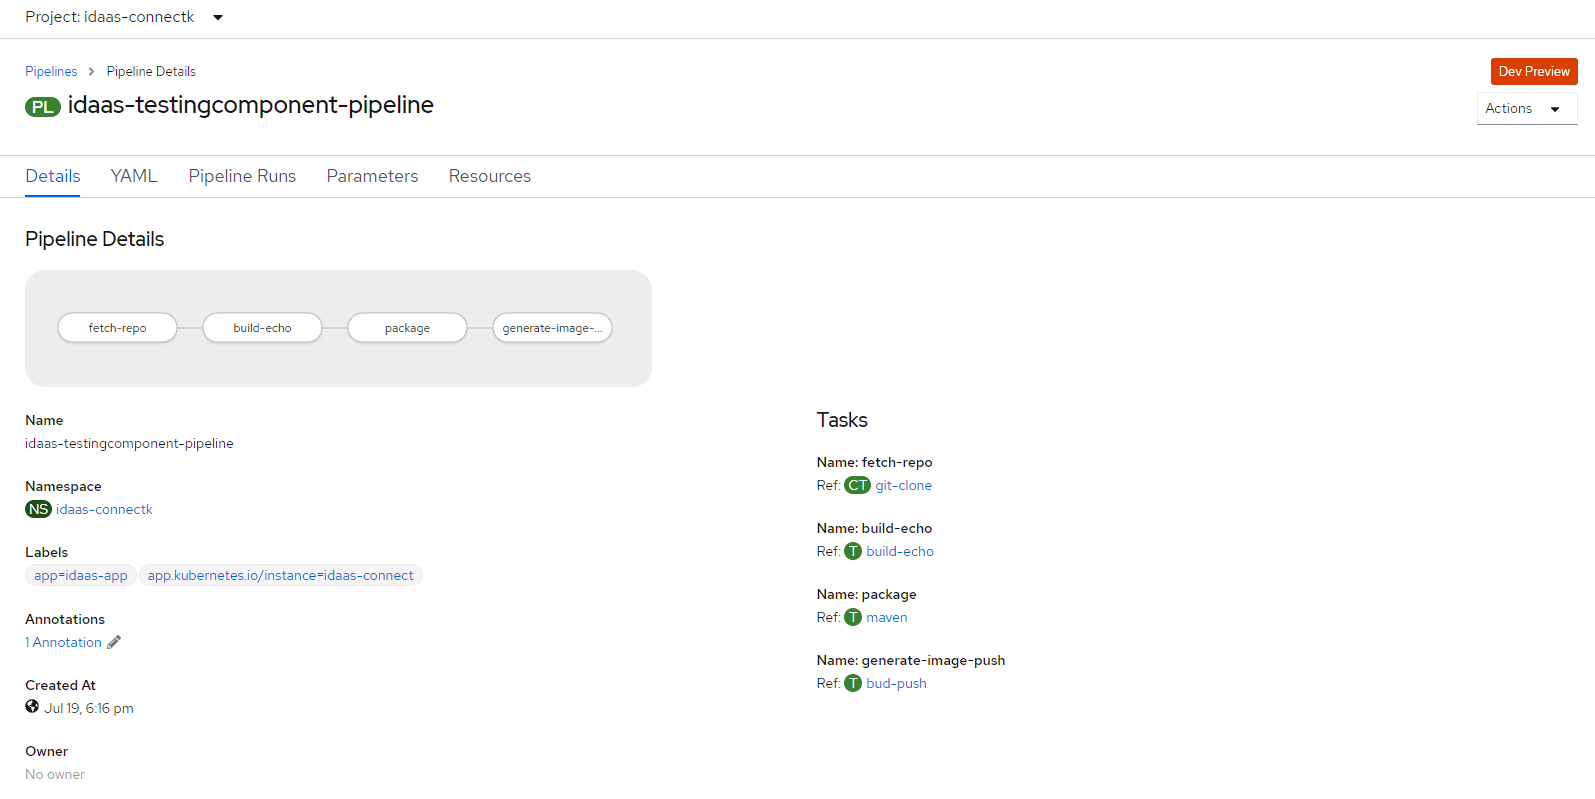 Project: idaas-connectk
Pipelines > Pipeline Details
Dev Preview
PL idaas-testingcomponent-pipeline
Actions
Details YAML Pipeline Runs Parameters Resources
Pipeline Details
fetch-repo build-echo package generate-image-...
Name
idaas-testingcomponent-pipeline
Namespace
NS idaas-connectk
Labels
app=idaas-app app.kubernetes.io/instance=idaas-connect
Annotations
1 Annotation
Created At
Jul 19, 6:16 pm
Owner
No owner
Tasks
Name: fetch-repo
Ref: CT git-clone
Name: build-echo
Ref: T build-echo
Name: package
Ref: T maven
Name: generate-image-push
Ref: T bud-push